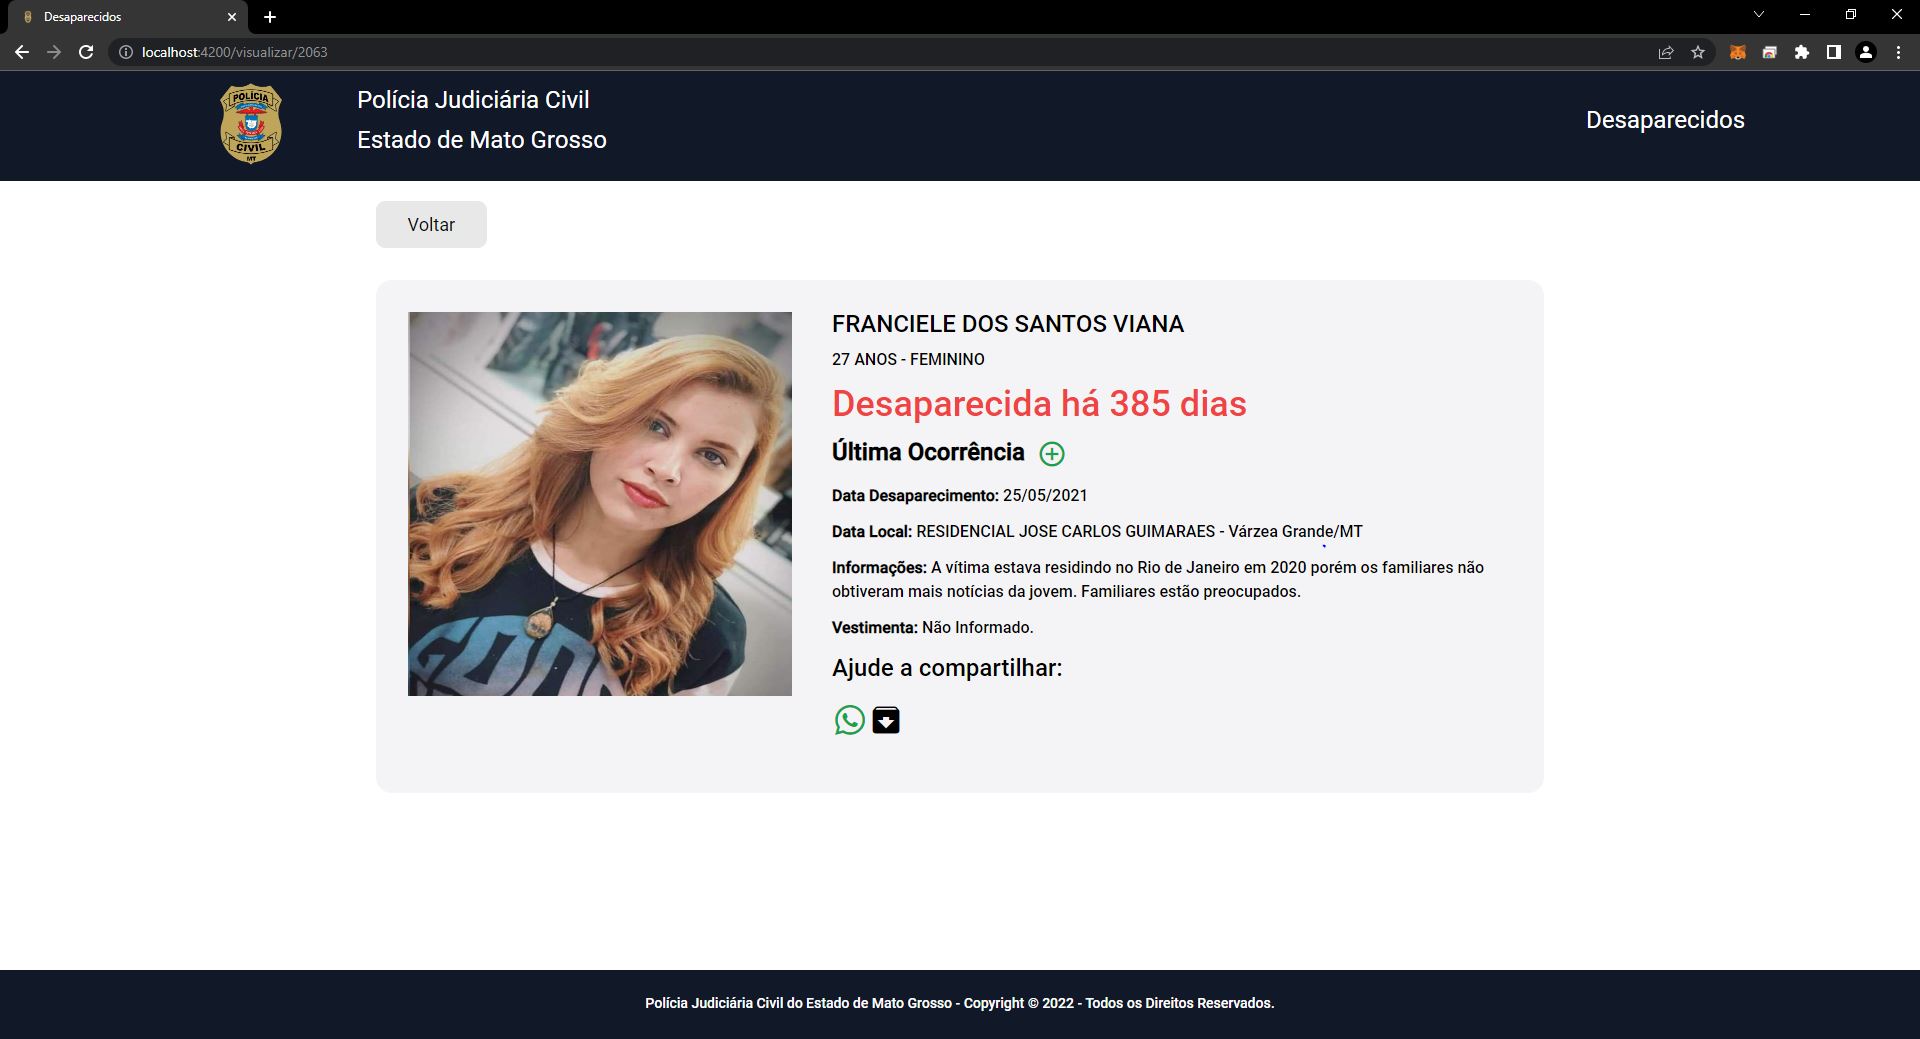 Desaparecidos
localhost:4200/visualizar/2063
POLÍCIA
CIVIL
MT
Polícia Judiciária Civil
Estado de Mato Grosso
Desaparecidos
Voltar
FRANCIELE DOS SANTOS VIANA
27 ANOS - FEMININO
Desaparecida há 385 dias
Última Ocorrência
Data Desaparecimento: 25/05/2021
Data Local: RESIDENCIAL JOSE CARLOS GUIMARAES - Várzea Grande/MT
Informações: A vítima estava residindo no Rio de Janeiro em 2020 porém os familiares não
obtiveram mais notícias da jovem. Familiares estão preocupados.
Vestimenta: Não Informado.
Ajude a compartilhar:
Polícia Judiciária Civil do Estado de Mato Grosso - Copyright © 2022 - Todos os Direitos Reservados.